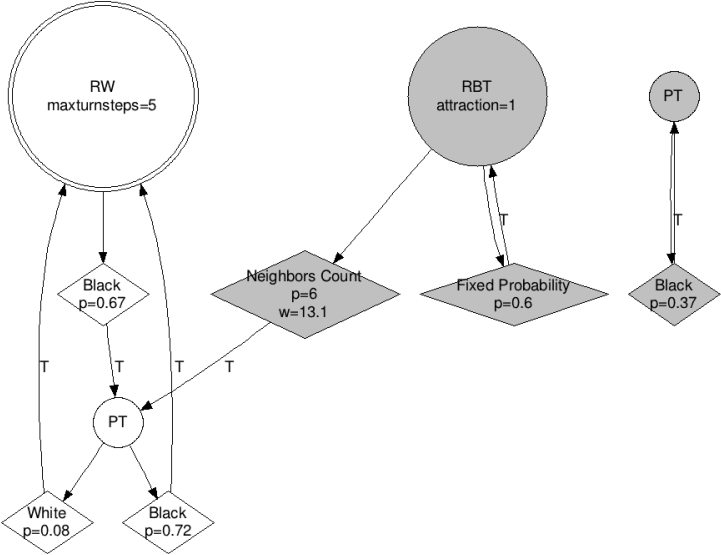 RW
maxturnsteps=5
RBT
attraction=1
PT
T
Black
p=0.67
Neighbors Count
p=6
w=13.1
Fixed Probability
p=0.6
Black
p=0.37
T
T
T
T
T
PT
White
p=0.08
Black
p=0.72